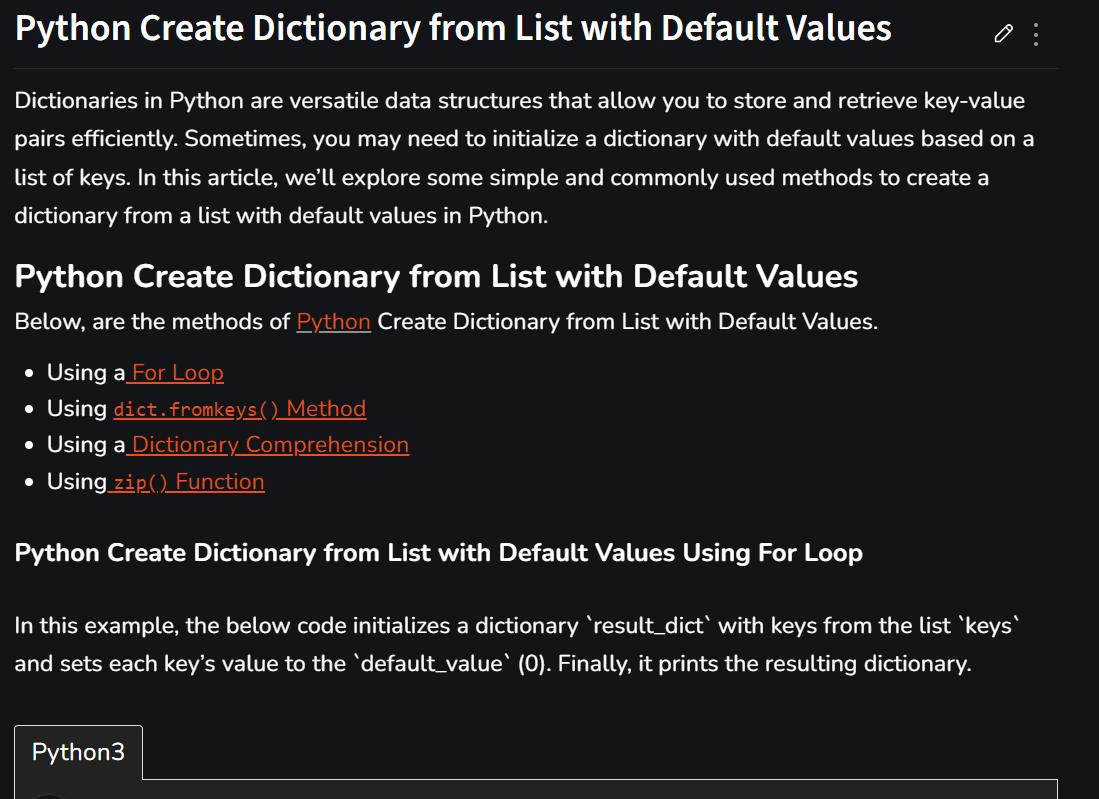 Python Create Dictionary from List with Default Values
Dictionaries in Python are versatile data structures that allow you to store and retrieve key-value
pairs efficiently. Sometimes, you may need to initialize a dictionary with default values based on a
list of keys. In this article, we’ll explore some simple and commonly used methods to create a
dictionary from a list with default values in Python.
Python Create Dictionary from List with Default Values
Below, are the methods of Python Create Dictionary from List with Default Values.
• Using a For Loop
• Using dict.fromkeys() Method
• Using a Dictionary Comprehension
• Using zip() Function
Python Create Dictionary from List with Default Values Using For Loop
In this example, the below code initializes a dictionary `result_dict` with keys from the list `keys`
and sets each key’s value to the `default_value` (0). Finally, it prints the resulting dictionary.
Python3